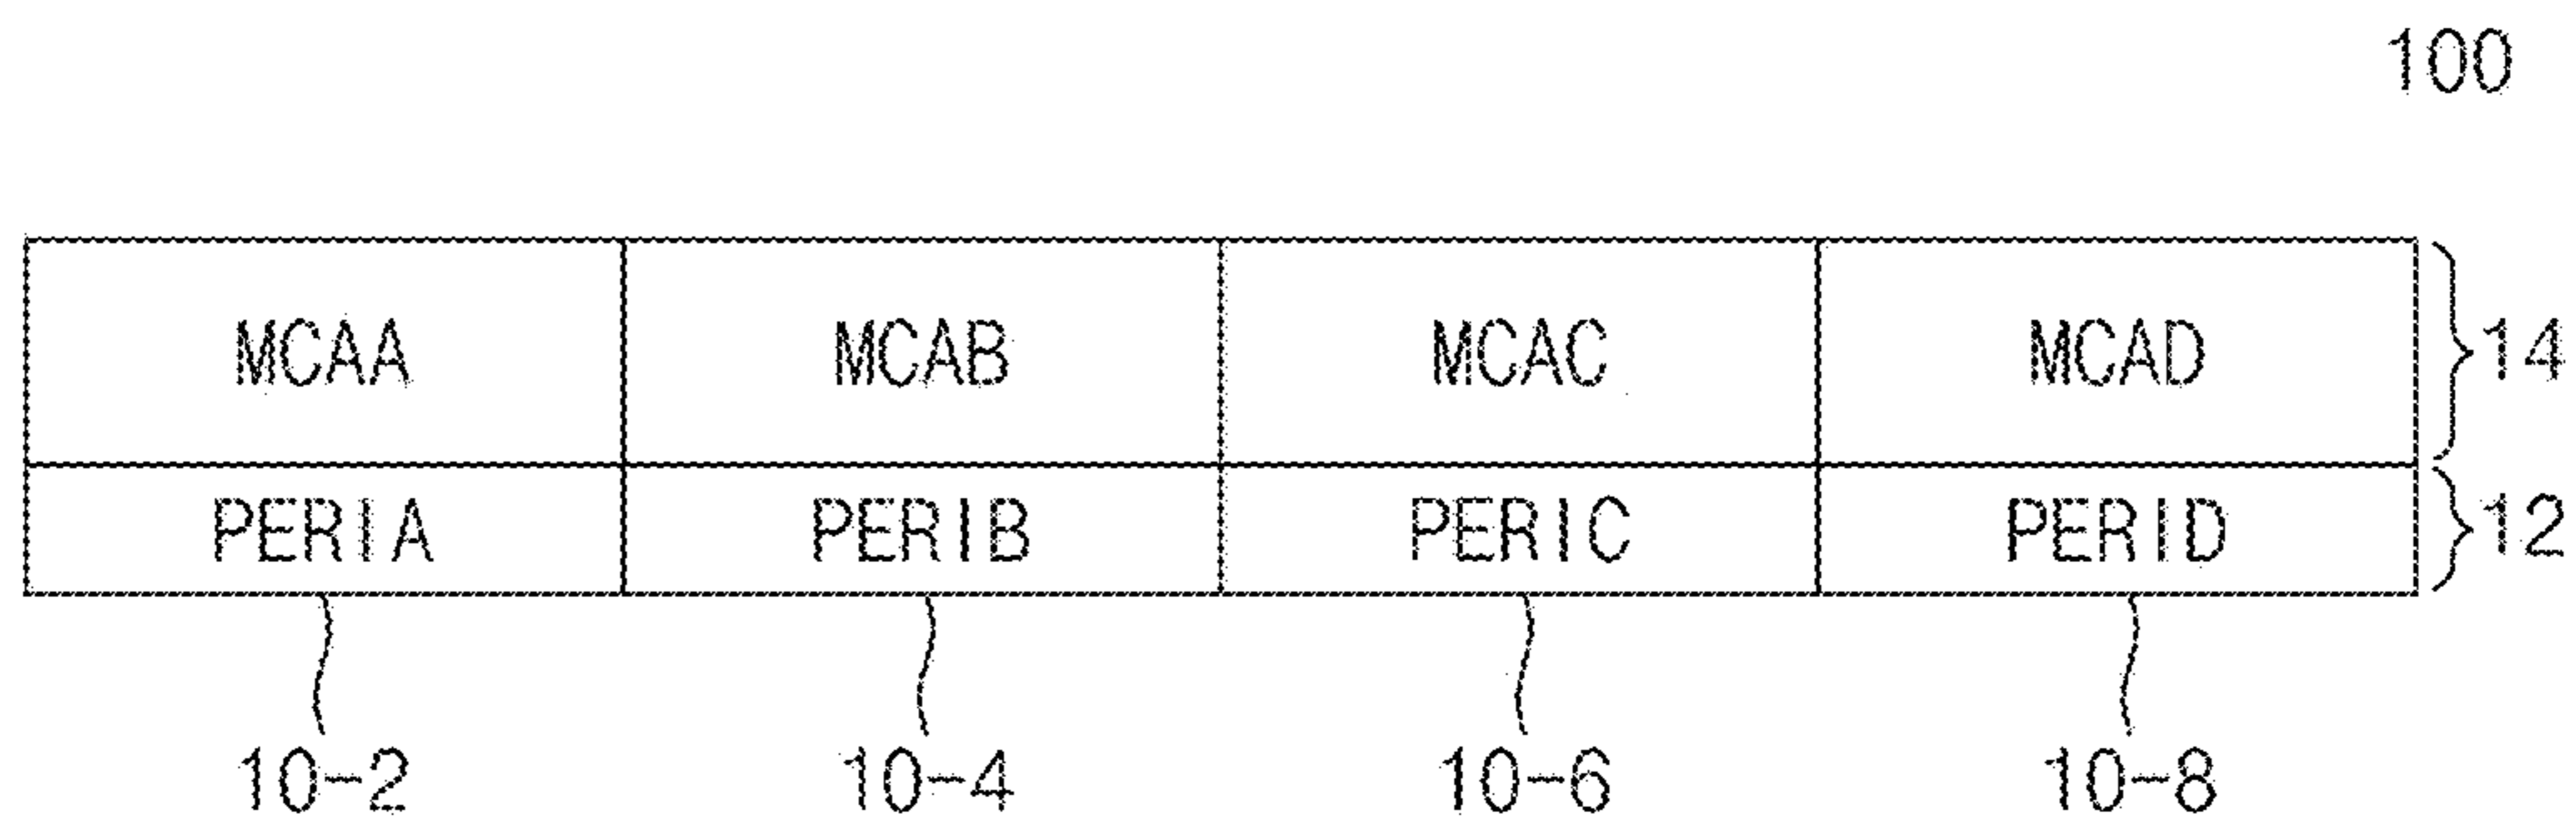 100
MCAA MCAB MCAC MCAD 14
PERIA PERIB PERIC PERID 12
10-2 10-4 10-6 10-8